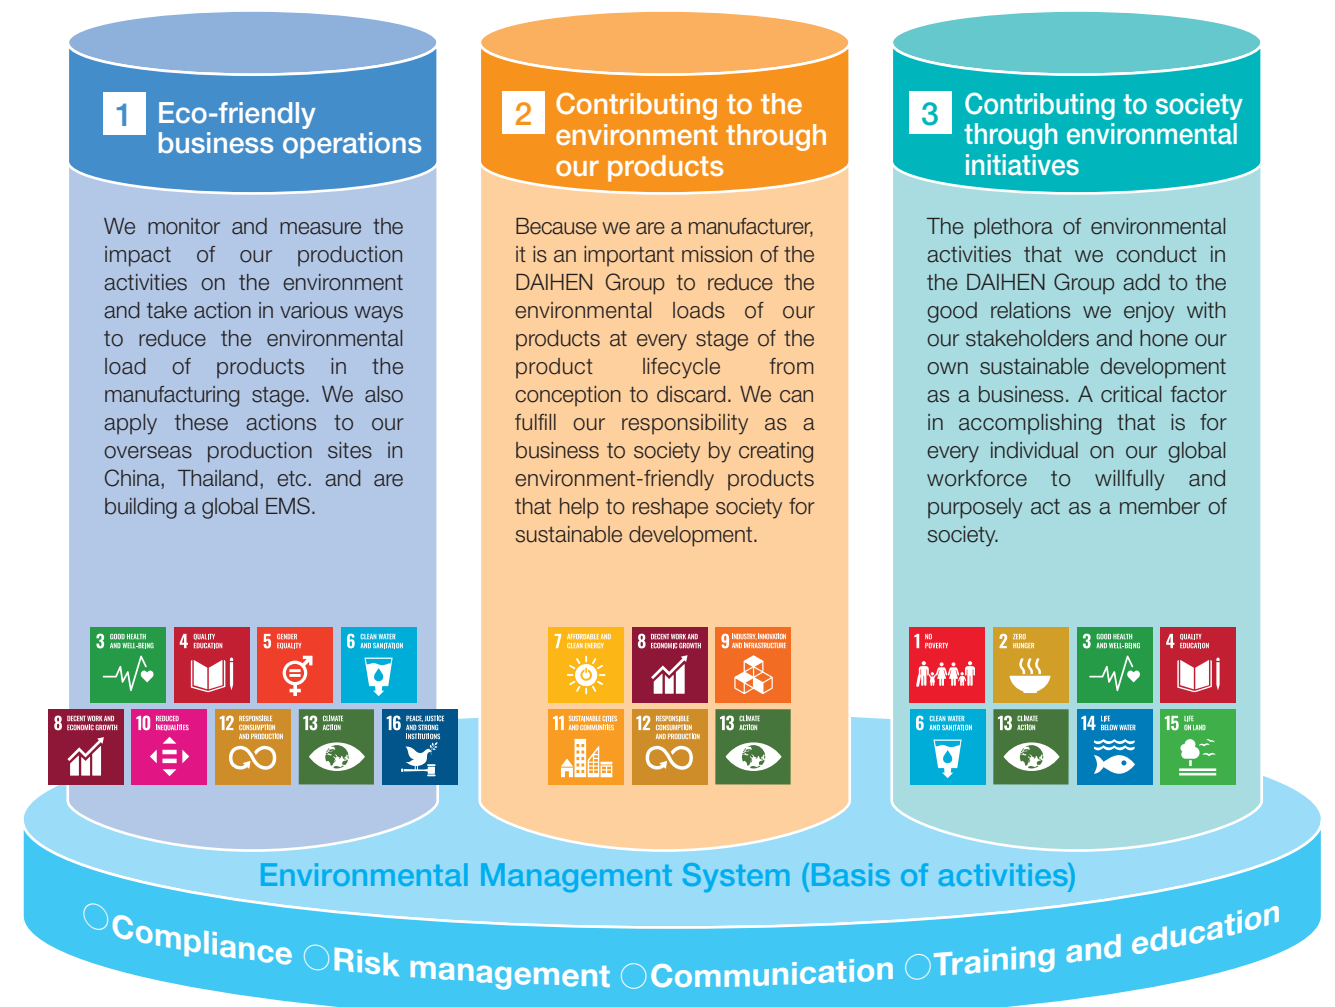 1
Eco-friendly
business operations
We monitor and measure the
impact of our production
activities on the environment
and take action in various ways
to reduce the environmental
load of products in the
manufacturing stage. We also
apply these actions to our
overseas production sites in
China, Thailand, etc. and are
building a global EMS.
3 GOOD HEALTH
AND WELL-BEING
4 QUALITY
EDUCATION
5 GENDER
EQUALITY
6 CLEAN WATER
AND SANITATION
8 DECENT WORK AND
ECONOMIC GROWTH
10 REDUCED
INEQUALITIES
12 RESPONSIBLE
CONSUMPTION
AND PRODUCTION
13 CLIMATE
ACTION
16 PEACE, JUSTICE
AND STRONG
INSTITUTIONS
2
Contributing to the
environment through
our products
Because we are a manufacturer,
it is an important mission of the
DAIHEN Group to reduce the
environmental loads of our
products at every stage of the
product lifecycle from
conception to discard. We can
fulfill our responsibility as a
business to society by creating
environment-friendly products
that help to reshape society for
sustainable development.
7 AFFORDABLE AND
CLEAN ENERGY
8 DECENT WORK AND
ECONOMIC GROWTH
9 INDUSTRY, INNOVATION
AND INFRASTRUCTURE
11 SUSTAINABLE CITIES
AND COMMUNITIES
12 RESPONSIBLE
CONSUMPTION
AND PRODUCTION
13 CLIMATE
ACTION
3
Contributing to society
through environmental
initiatives
The plethora of environmental
activities that we conduct in
the DAIHEN Group add to the
good relations we enjoy with
our stakeholders and hone our
own sustainable development
as a business. A critical factor
in accomplishing that is for
every individual on our global
workforce to willfully and
purposely act as a member of
society.
1 NO
POVERTY
2 ZERO
HUNGER
3 GOOD HEALTH
AND WELL-BEING
4 QUALITY
EDUCATION
6 CLEAN WATER
AND SANITATION
13 CLIMATE
ACTION
14 LIFE
BELOW WATER
15 LIFE
ON LAND
Environmental Management System (Basis of activities)
○Compliance ○Risk management ○Communication ○Training and education